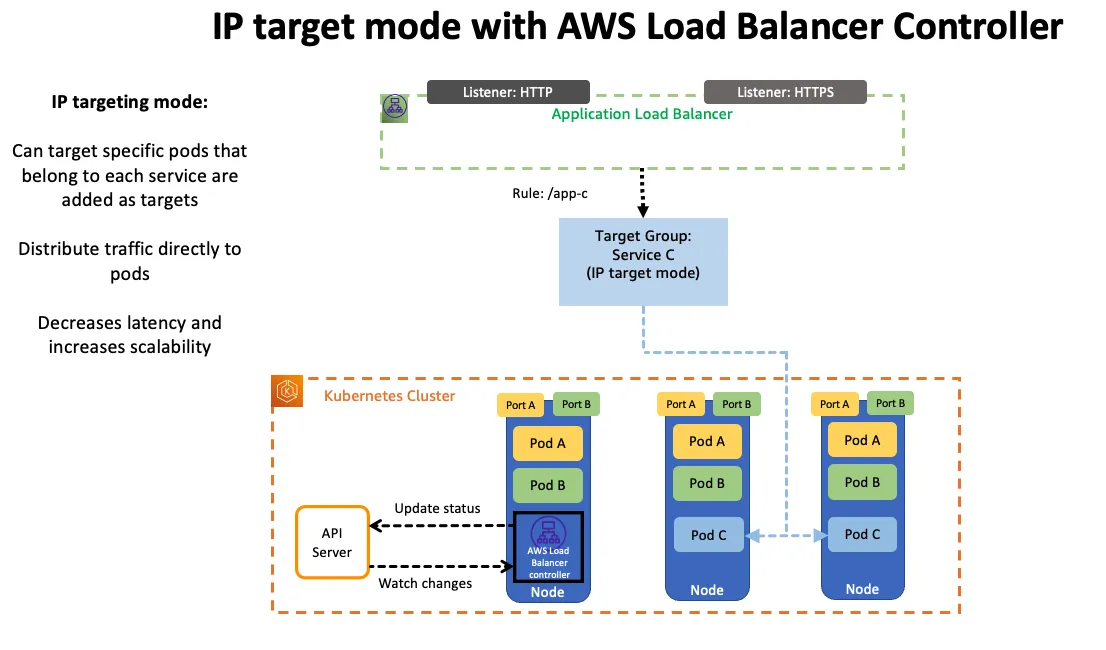 IP target mode with AWS Load Balancer Controller
IP targeting mode:
Can target specific pods that
belong to each service are
added as targets
Distribute traffic directly to
pods
Decreases latency and
increases scalability
Listener: HTTP
Listener: HTTPS
Application Load Balancer
Rule: /app-c
Target Group:
Service C
(IP target mode)
Kubernetes Cluster
API
Server
Update status
Watch changes
Port A
Port B
Pod A
Pod B
AWS Load
Balancer
controller
Node
Port A
Port B
Pod A
Pod B
Pod C
Node
Port A
Port B
Pod A
Pod B
Pod C
Node